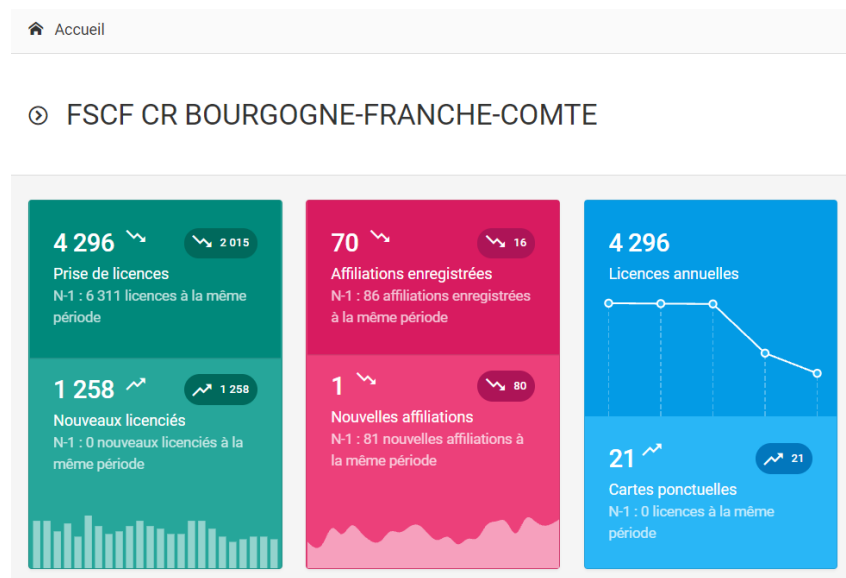 Accueil
FSCF CR BOURGOGNE-FRANCHE-COMTE
4 296
2 015
Prise de licences
N-1 : 6 311 licences à la même
période
1 258
1 258
Nouveaux licenciés
N-1 : 0 nouveaux licenciés à la
même période
70
16
Affiliations enregistrées
N-1 : 86 affiliations enregistrées
à la même période
1
80
Nouvelles affiliations
N-1 : 81 nouvelles affiliations à
la même période
4 296
Licences annuelles
21
21
Cartes ponctuelles
N-1 : 0 licences à la même
période